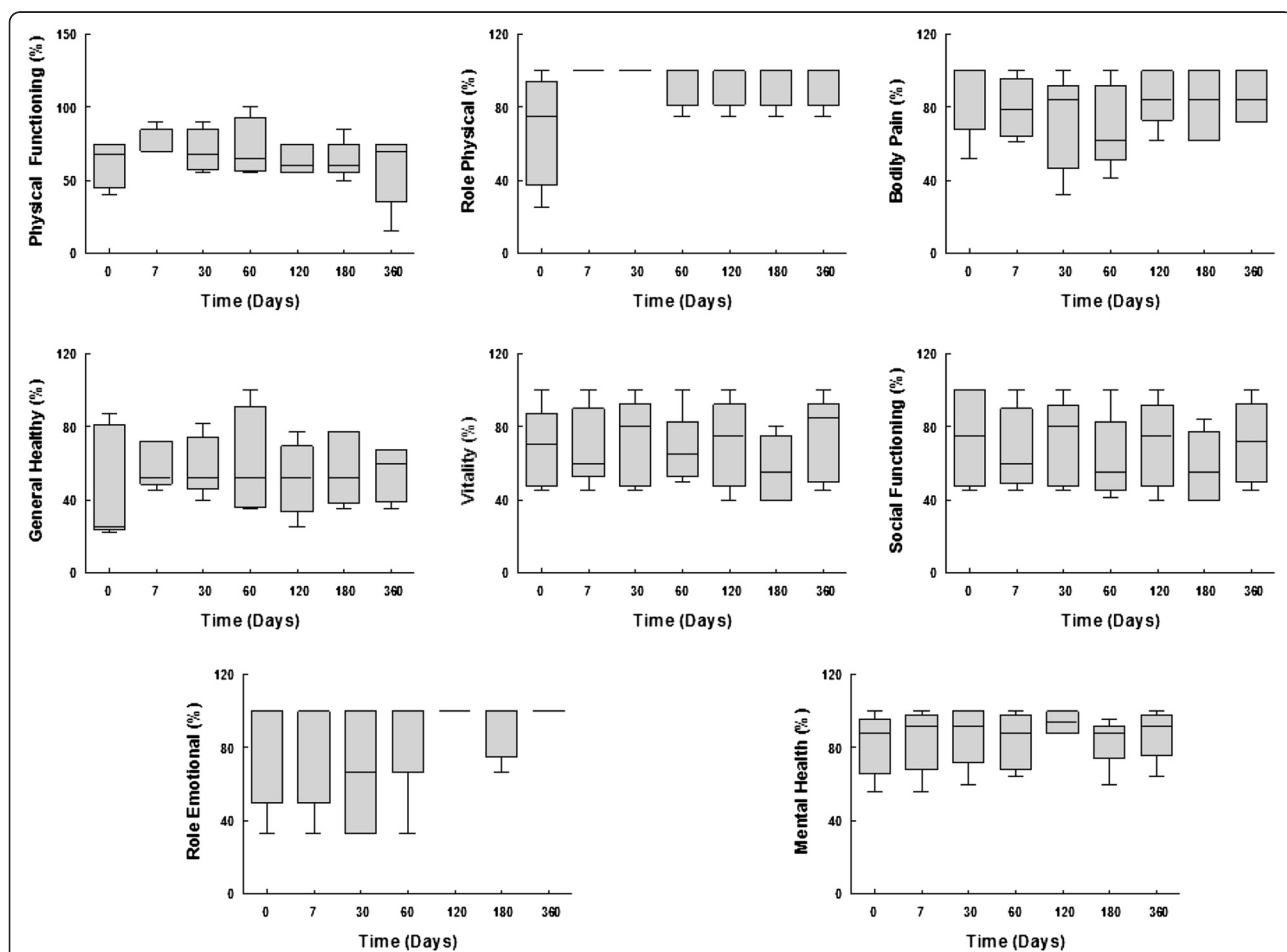 Physical Functioning (%)
150
100
50
0
0 7 30 60 120 180 360
Time (Days)
Role Physical (%)
120
80
40
0
0 7 30 60 120 180 360
Time (Days)
Bodily Pain (%)
120
80
40
0
0 7 30 60 120 180 360
Time (Days)
General Healthy (%)
120
80
40
0
0 7 30 60 120 180 360
Time (Days)
Vitality (%)
120
80
40
0
0 7 30 60 120 180 360
Time (Days)
Social Functioning (%)
120
80
40
0
0 7 30 60 120 180 360
Time (Days)
Role Emotional (%)
120
80
40
0
0 7 30 60 120 180 360
Time (Days)
Mental Health (%)
120
80
40
0
0 7 30 60 120 180 360
Time (Days)